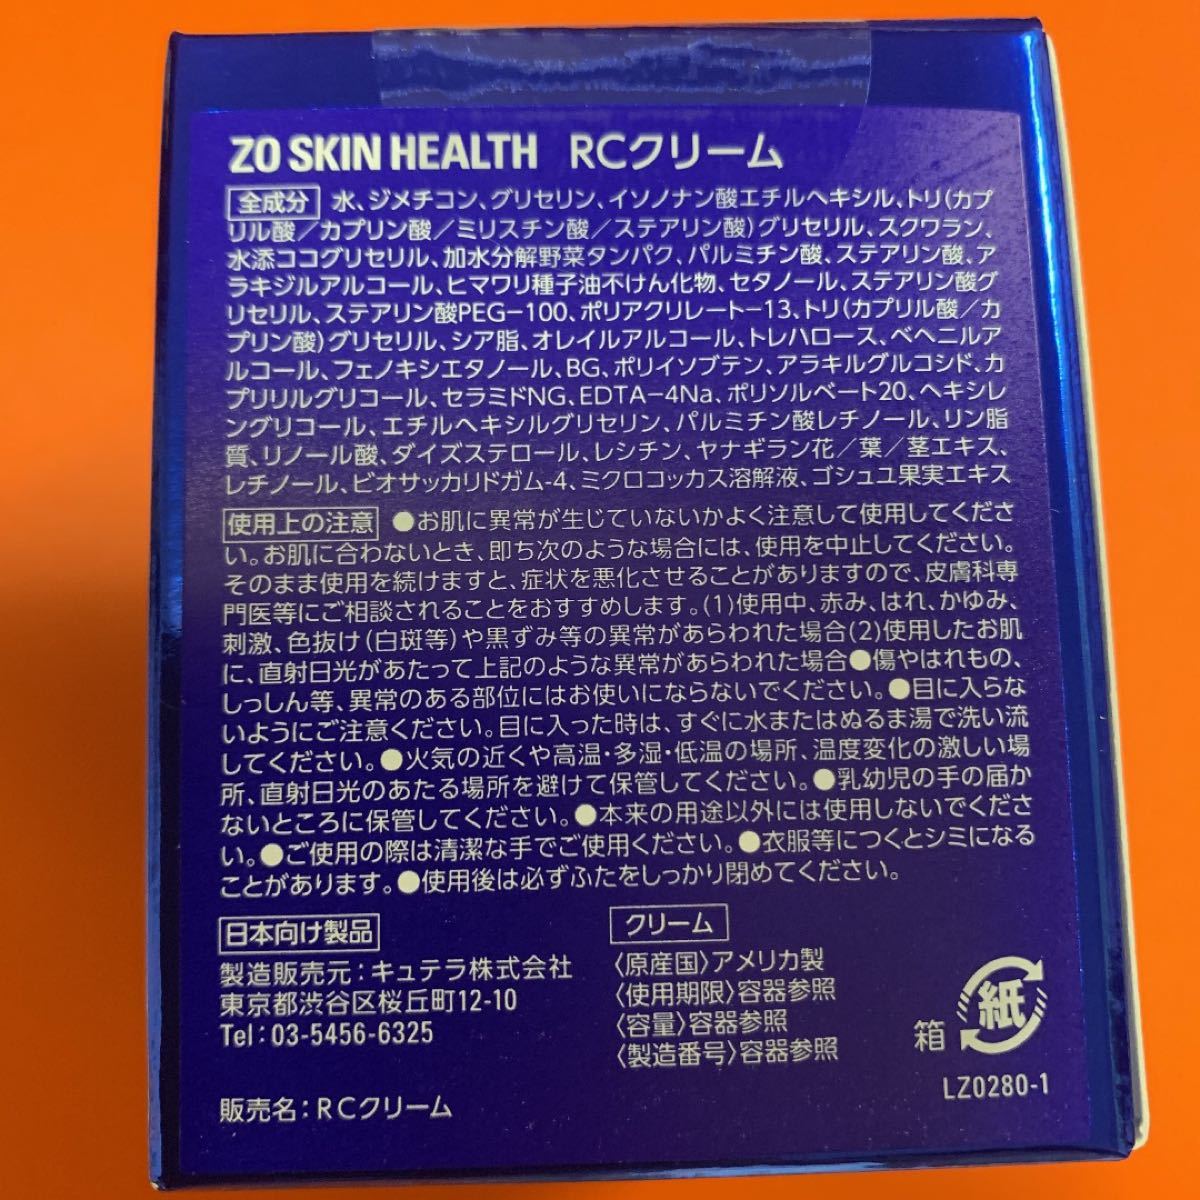 ZO SKIN HEALTH RCクリーム
全成分 水、ジメチコン、グリセリン、イソノナン酸エチルヘキシル、トリ(カプ
リル酸／カプリン酸／ミリスチン酸／ステアリン酸)グリセリル、スクワラン、
水添ココグリセリル、加水分解野菜タンパク、パルミチン酸、ステアリン酸、ア
ラキジルアルコール、ヒマワリ種子油不けん化物、セタノール、ステアリン酸グ
リセリル、ステアリン酸PEG-100、ポリアクリレート-13、トリ(カプリル酸／カ
プリン酸)グリセリル、シア脂、オレイルアルコール、トレハロース、ベヘニルア
ルコール、フェノキシエタノール、BG、ポリイソブテン、アラキルグルコシド、カ
プリリルグリコール、セラミドNG、EDTA-4Na、ポリソルベート20、ヘキシレ
ングリコール、エチルヘキシルグリセリン、パルミチン酸レチノール、リン脂
質、リノール酸、ダイズステロール、レシチン、ヤナギラン花／葉／茎エキス、
レチノール、ビオサッカリドガム-4、ミクロコッカス溶解液、ゴシュユ果実エキス
使用上の注意 ●お肌に異常が生じていないかよく注意して使用してくださ
い。お肌に合わないとき、即ち次のような場合には、使用を中止してください。
そのまま使用を続けますと、症状を悪化させることがありますので、皮膚科専
門医等にご相談されることをおすすめします。(1)使用中、赤み、はれ、かゆみ、
刺激、色抜け(白斑等)や黒ずみ等の異常があらわれた場合(2)使用したお肌
に、直射日光があたって上記のような異常があらわれた場合●傷やはれもの、
しっしん等、異常のある部位にはお使いにならないでください。●目に入らな
いようにご注意ください。目に入った時は、すぐに水またはぬるま湯で洗い流
してください。●火気の近くや高温・多湿・低温の場所、温度変化の激しい場
所、直射日光のあたる場所を避けて保管してください。●乳幼児の手の届か
ないところに保管してください。●本来の用途以外には使用しないでくださ
い。●ご使用の際は清潔な手でご使用ください。●衣服等につくとシミになる
ことがあります。●使用後は必ずふたをしっかり閉めてください。
日本向け製品
製造販売元：キュテラ株式会社
東京都渋谷区桜丘町12-10
Tel：03-5456-6325
販売名：RCクリーム
クリーム
〈原産国〉アメリカ製
〈使用期限〉容器参照
〈容量〉容器参照
〈製造番号〉容器参照
箱 紙
LZ0280-1